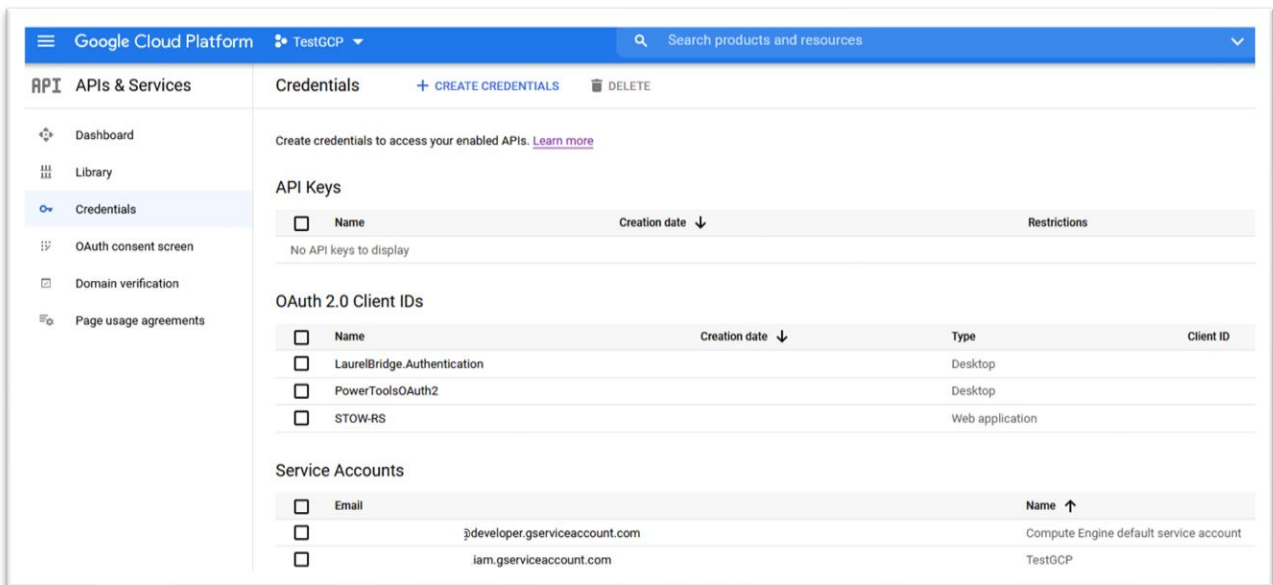 Google Cloud Platform TestGCP Search products and resources
API APIs & Services Credentials + CREATE CREDENTIALS DELETE
Dashboard
Library
Credentials
OAuth consent screen
Domain verification
Page usage agreements
Create credentials to access your enabled APIs. Learn more
API Keys
Name Creation date Restrictions
No API keys to display
OAuth 2.0 Client IDs
Name Creation date Type Client ID
LaurelBridge.Authentication Desktop
PowerToolsOAuth2 Desktop
STOW-RS Web application
Service Accounts
Email Name
@developer.gserviceaccount.com Compute Engine default service account
.iam.gserviceaccount.com TestGCP